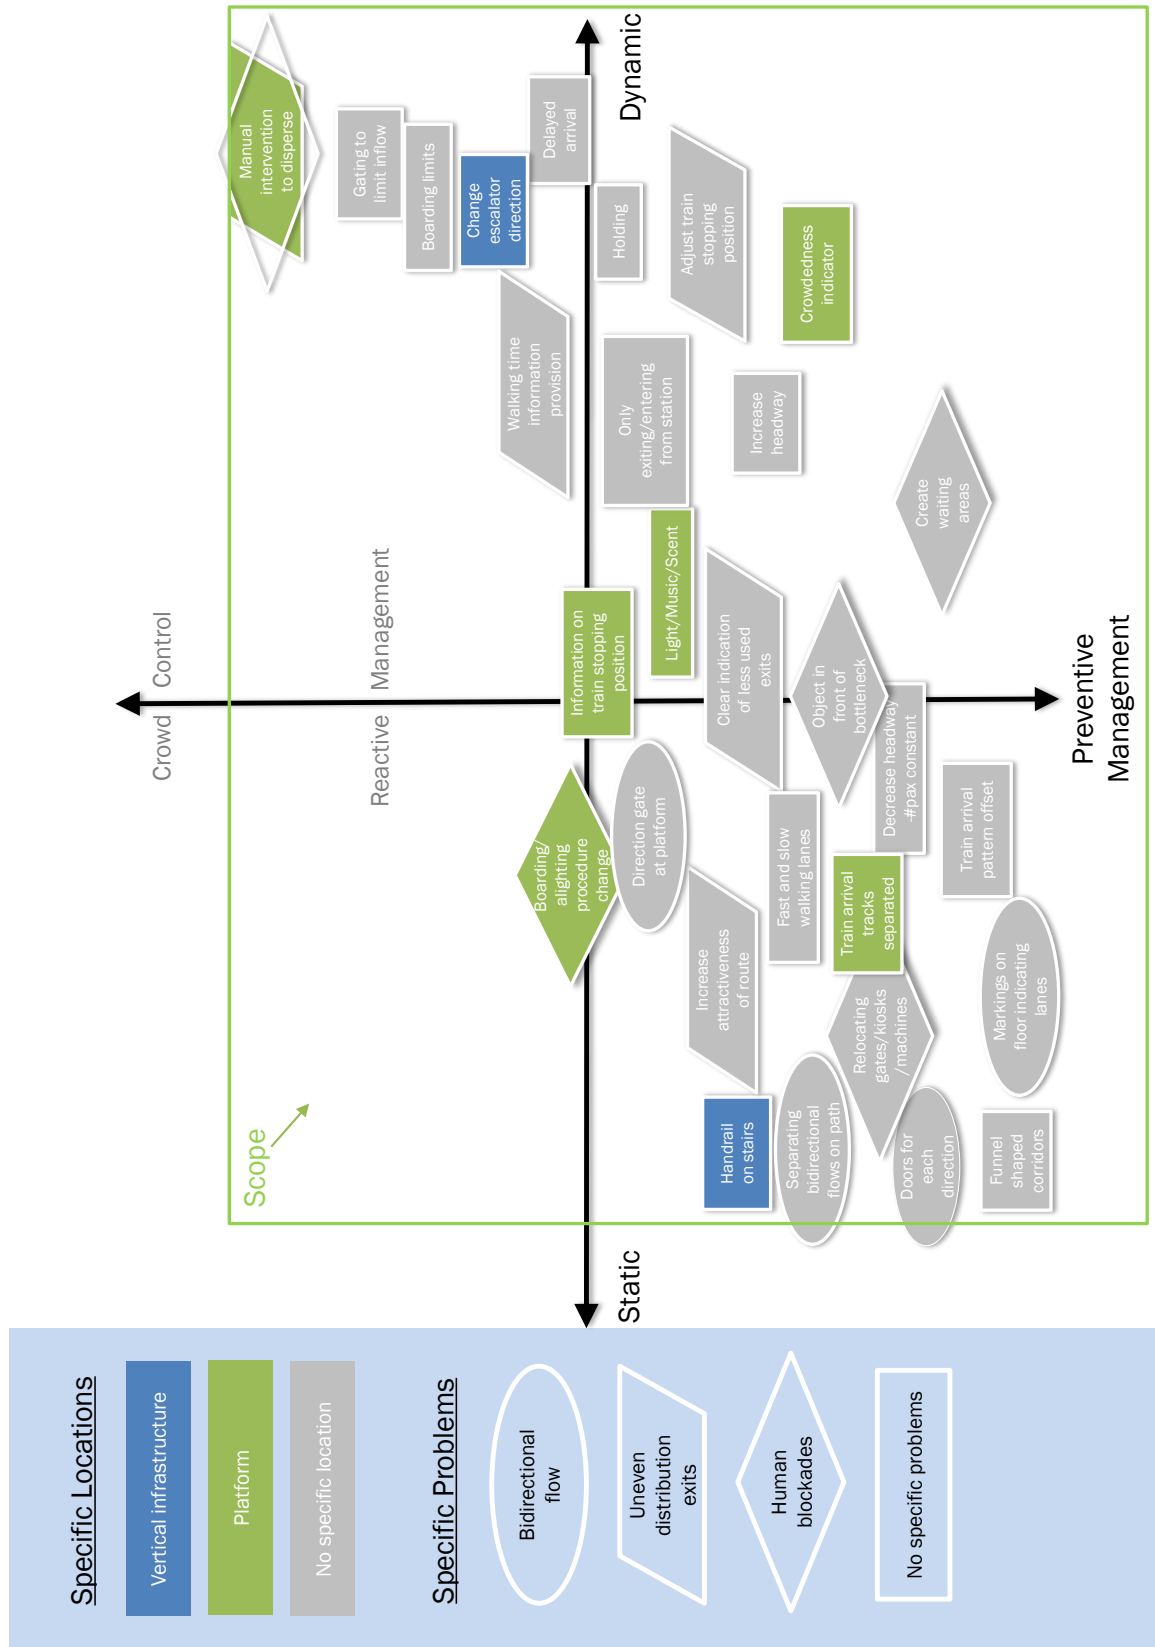 Specific Locations
Vertical infrastructure
Platform
No specific location
Specific Problems
Bidirectional
flow
Uneven
distribution
exits
Human
blockades
No specific problems
Scope
Crowd Control
Reactive Management
Static
Dynamic
Preventive
Management
Manual
intervention
to disperse
Gating to
limit inflow
Boarding limits
Change
escalator
direction
Delayed
arrival
Walking time
information
provision
Holding
Only
exiting/entering
from station
Adjust train
stopping
position
Increase
headway
Crowdedness
indicator
Create
waiting
areas
Information on
train stopping
position
Light/Music/Scent
Clear indication
of less used
exits
Object in
front of
bottleneck
Decrease headway
-#pax constant
Train arrival
pattern offset
Boarding/
alighting
procedure
change
Direction gate
at platform
Increase
attractiveness
of route
Fast and slow
walking lanes
Train arrival
tracks
separated
Relocating
gates/kiosks
/machines
Markings on
floor indicating
lanes
Handrail
on stairs
Separating
bidirectional
flows on path
Doors for
each
direction
Funnel
shaped
corridors